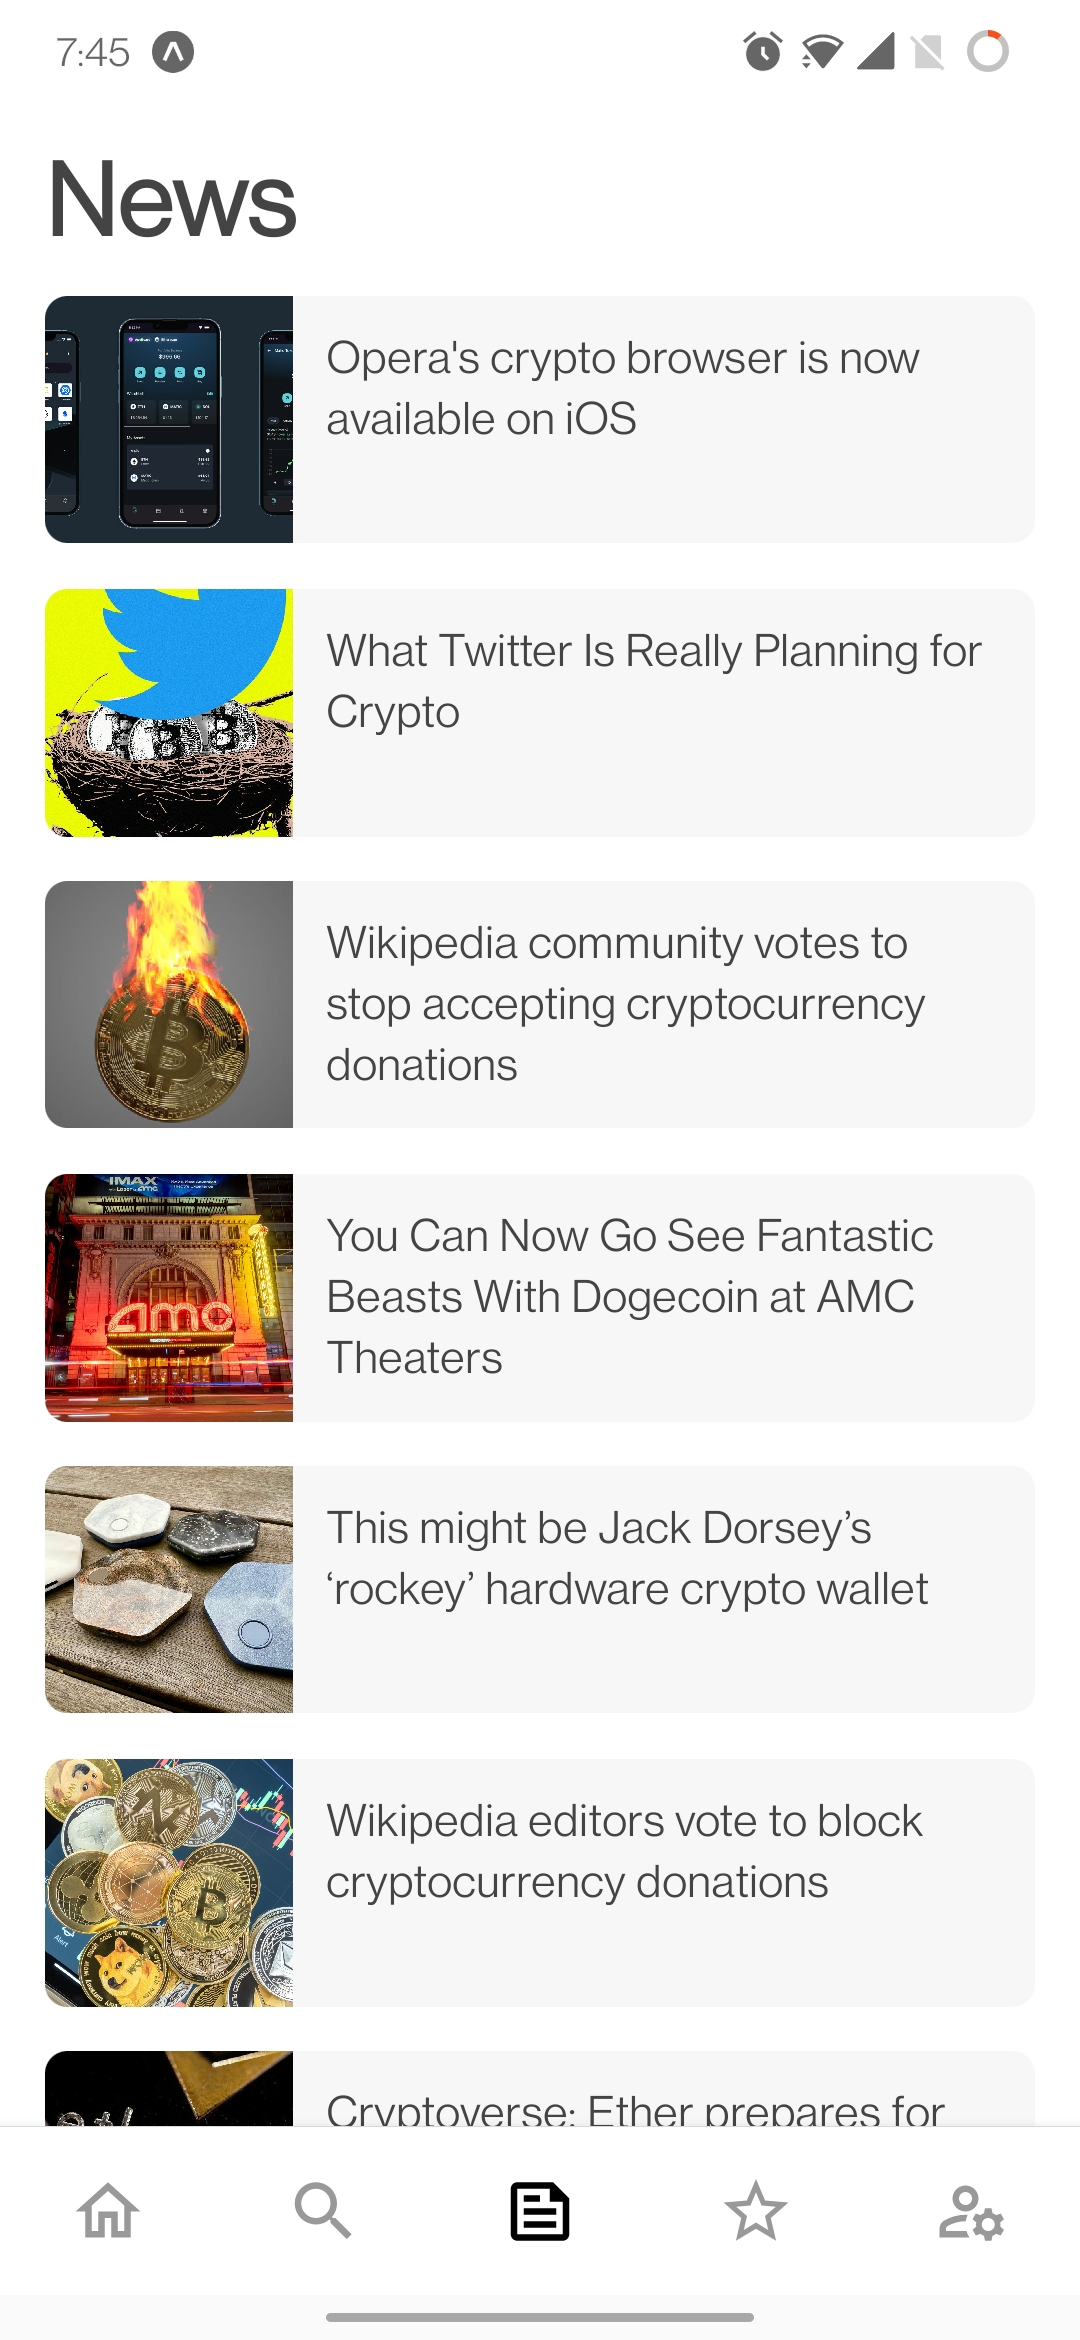 7:45
News
Opera's crypto browser is now
available on iOS
What Twitter Is Really Planning for
Crypto
Wikipedia community votes to
stop accepting cryptocurrency
donations
IMAX
amc
You Can Now Go See Fantastic
Beasts With Dogecoin at AMC
Theaters
This might be Jack Dorsey’s
‘rockey’ hardware crypto wallet
Wikipedia editors vote to block
cryptocurrency donations
Cryptoverse: Ether prepares for